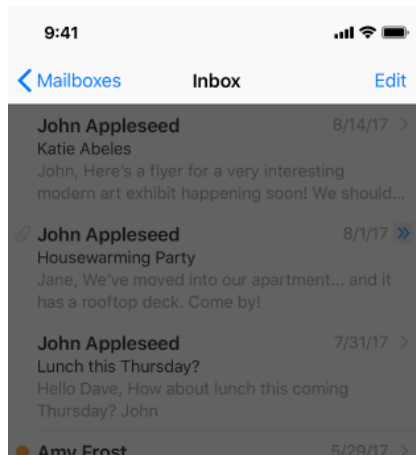 9:41
Mailboxes Inbox Edit
John Appleseed 8/14/17
Katie Abeles
John, Here's a flyer for a very interesting
modern art exhibit happening soon! We should...
John Appleseed 8/1/17
Housewarming Party
Jane, We've moved into our apartment... and it
has a rooftop deck. Come by!
John Appleseed 7/31/17
Lunch this Thursday?
Hello Dave, How about lunch this coming
Thursday? John
Amy Frost 5/29/17